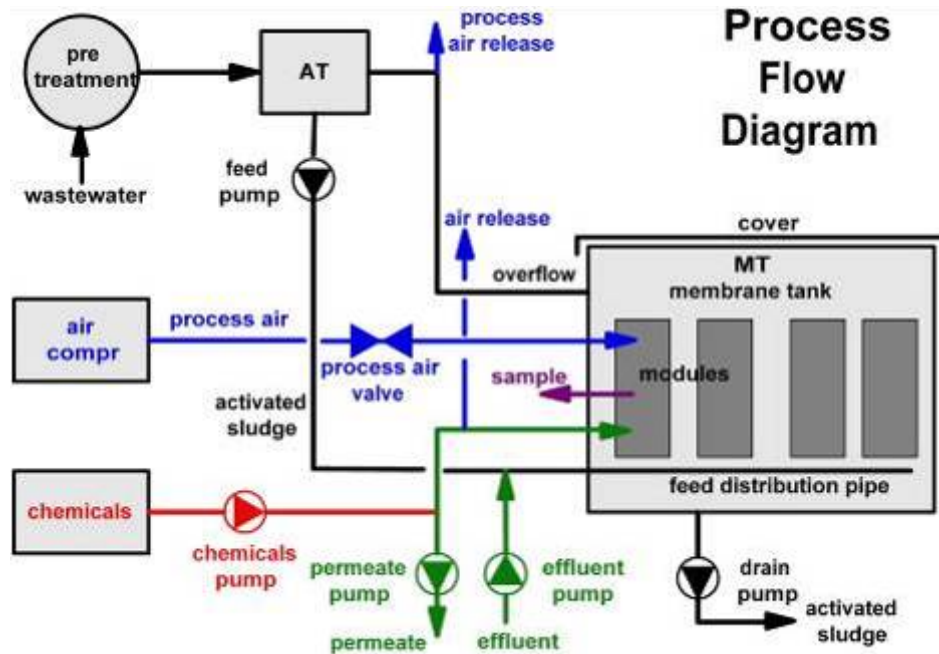 process
air release
Process
Flow
Diagram
pre
treatment
AT
wastewater
feed
pump
air release
cover
overflow
MT
membrane tank
air
compr
process air
process air
valve
sample
modules
activated
sludge
feed distribution pipe
chemicals
chemicals
pump
permeate
pump
permeate
effluent
pump
effluent
drain
pump
activated
sludge